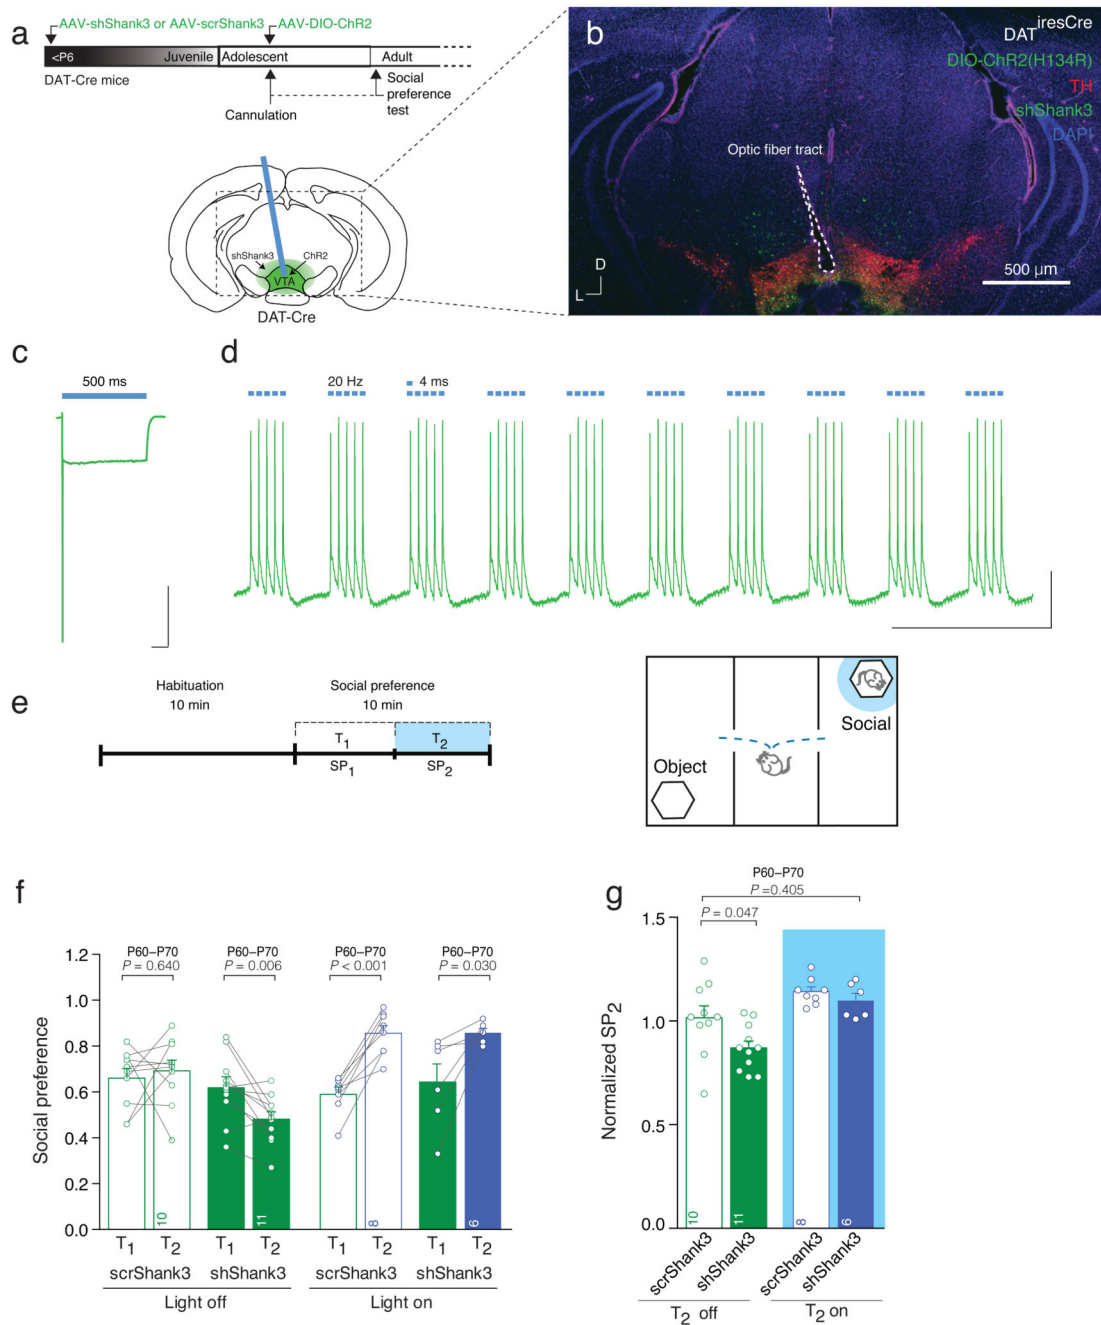 a
AAV-shShank3 or AAV-scrShank3
AAV-DIO-ChR2
<P6
Juvenile
Adolescent
Adult
DAT-Cre mice
Cannulation
Social
preference
test
shShank3
ChR2
VTA
DAT-Cre
b
DATiresCre
DIO-ChR2(H134R)
TH
shShank3
DAPI
Optic fiber tract
D
L
500 µm
c
500 ms
d
20 Hz
4 ms
e
Habituation
10 min
Social preference
10 min
T1
T2
SP1
SP2
Social
Object
f
P60–P70
P = 0.640
P60–P70
P = 0.006
P60–P70
P < 0.001
P60–P70
P = 0.030
Social preference
1.2
1.0
0.8
0.6
0.4
0.2
0.0
10
11
8
6
T1
T2
T1
T2
T1
T2
T1
T2
scrShank3
shShank3
scrShank3
shShank3
Light off
Light on
g
P60–P70
P =0.405
P = 0.047
Normalized SP2
1.5
1.0
0.5
0.0
10
11
8
6
scrShank3
shShank3
scrShank3
shShank3
T2 off
T2 on